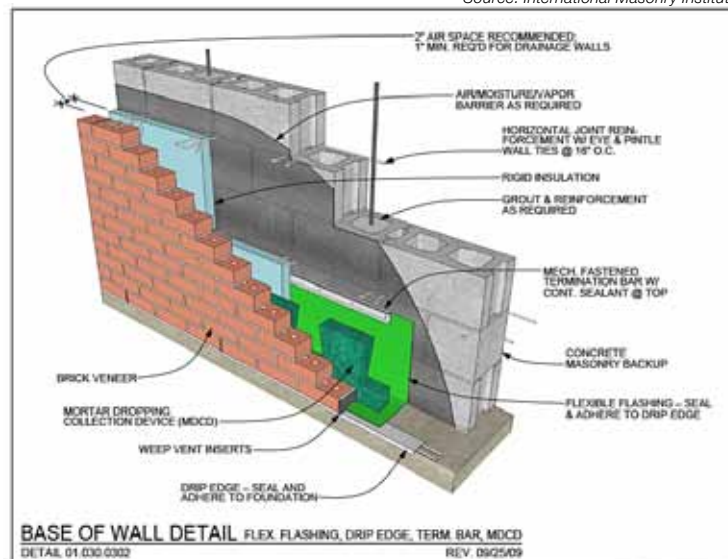 Source: International Masonry Institut
2" AIR SPACE RECOMMENDED;
1" MIN. REQ'D FOR DRAINAGE WALLS
AIR/MOISTURE/VAPOR
BARRIER AS REQUIRED
HORIZONTAL JOINT REIN-
FORCEMENT W/ EYE & PINTLE
WALL TIES @ 16" O.C.
RIGID INSULATION
GROUT & REINFORCEMENT
AS REQUIRED
MECH. FASTENED
TERMINATION BAR W/
CONT. SEALANT @ TOP
CONCRETE
MASONRY BACKUP
BRICK VENEER
FLEXIBLE FLASHING – SEAL
& ADHERE TO DRIP EDGE
MORTAR DROPPING
COLLECTION DEVICE (MDCD)
WEEP VENT INSERTS
DRIP EDGE – SEAL AND
ADHERE TO FOUNDATION
BASE OF WALL DETAIL FLEX. FLASHING, DRIP EDGE, TERM. BAR, MDCD
DETAIL 01.030.0302 REV. 09/25/09